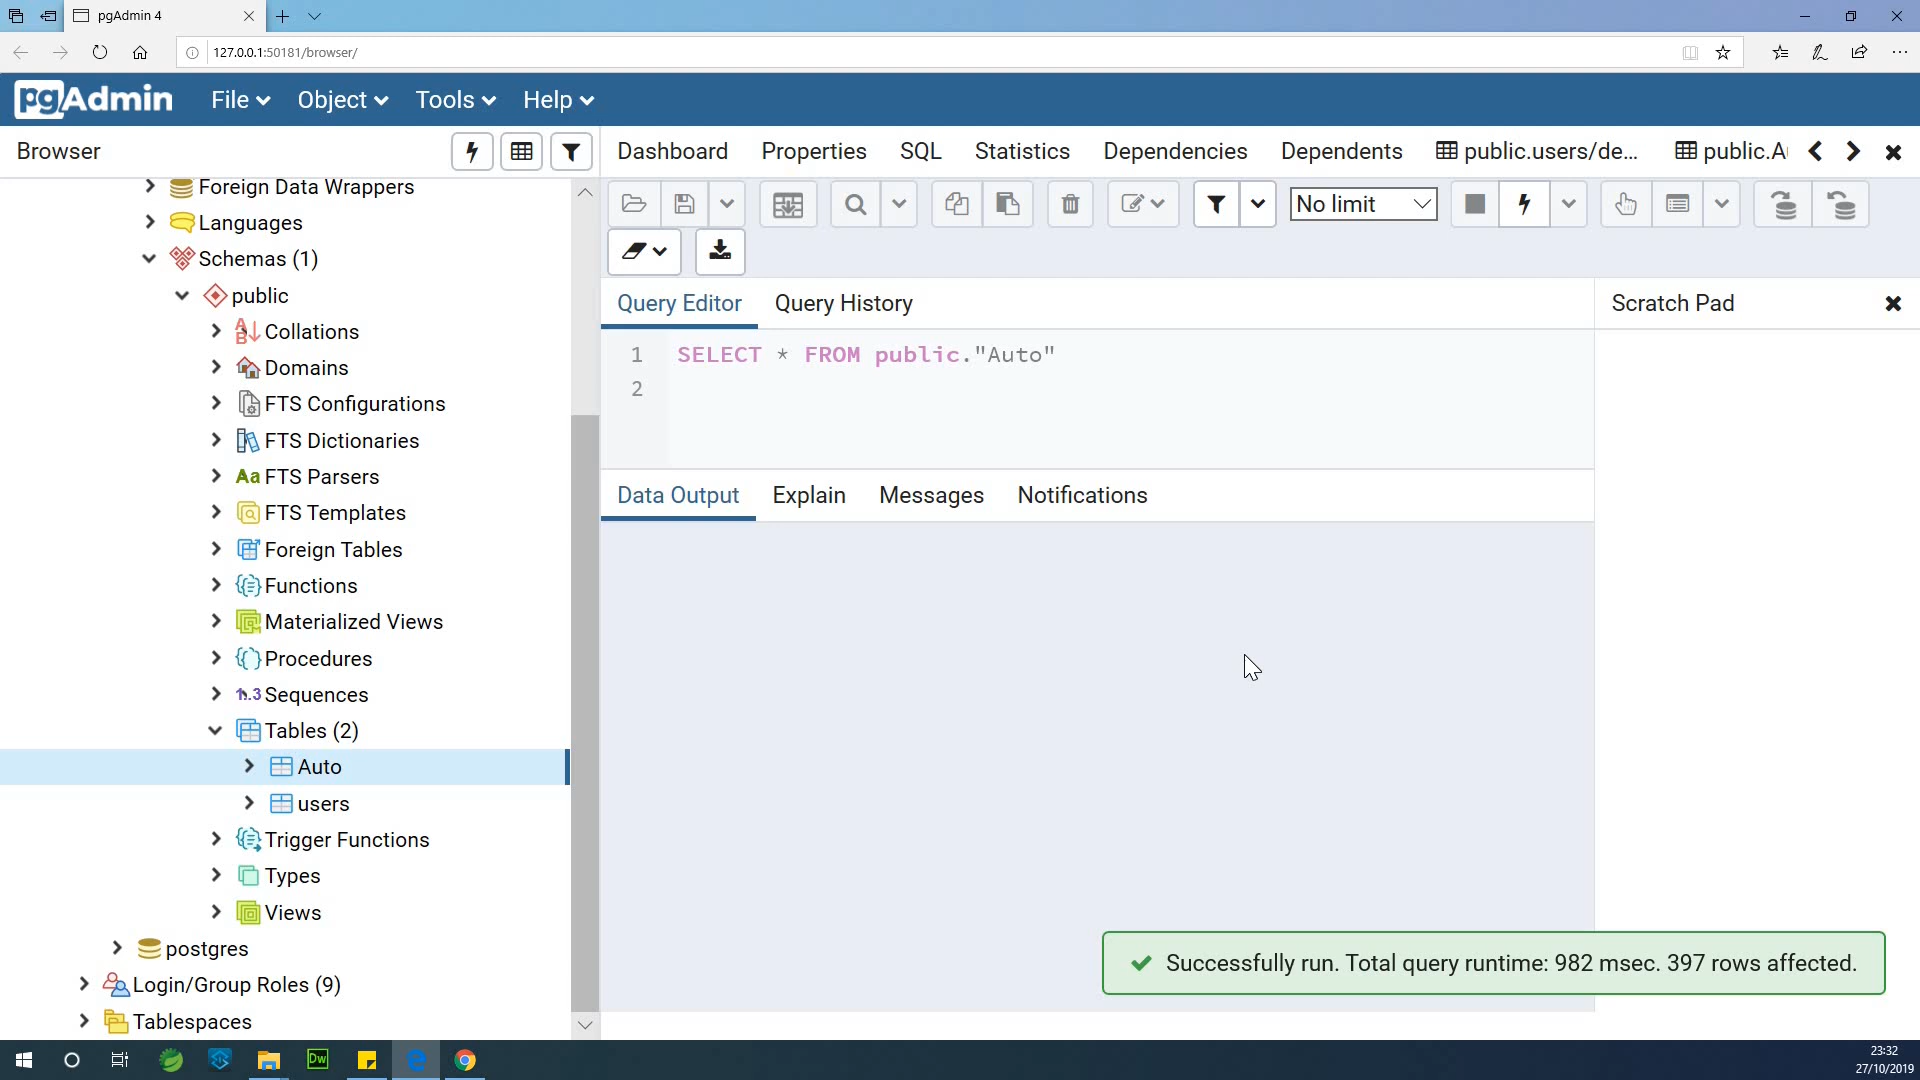 pgAdmin 4
127.0.0.1:50181/browser/
pgAdmin File Object Tools Help
Browser
Dashboard Properties SQL Statistics Dependencies Dependents public.users/de... public.A
No limit
Foreign Data Wrappers
Languages
Schemas (1)
public
Collations
Domains
FTS Configurations
FTS Dictionaries
Aa FTS Parsers
FTS Templates
Foreign Tables
Functions
Materialized Views
Procedures
1..3 Sequences
Tables (2)
Auto
users
Trigger Functions
Types
Views
postgres
Login/Group Roles (9)
Tablespaces
Query Editor Query History
Scratch Pad
1 SELECT * FROM public."Auto"
2
Data Output Explain Messages Notifications
Successfully run. Total query runtime: 982 msec. 397 rows affected.
Dw
23:32
27/10/2019